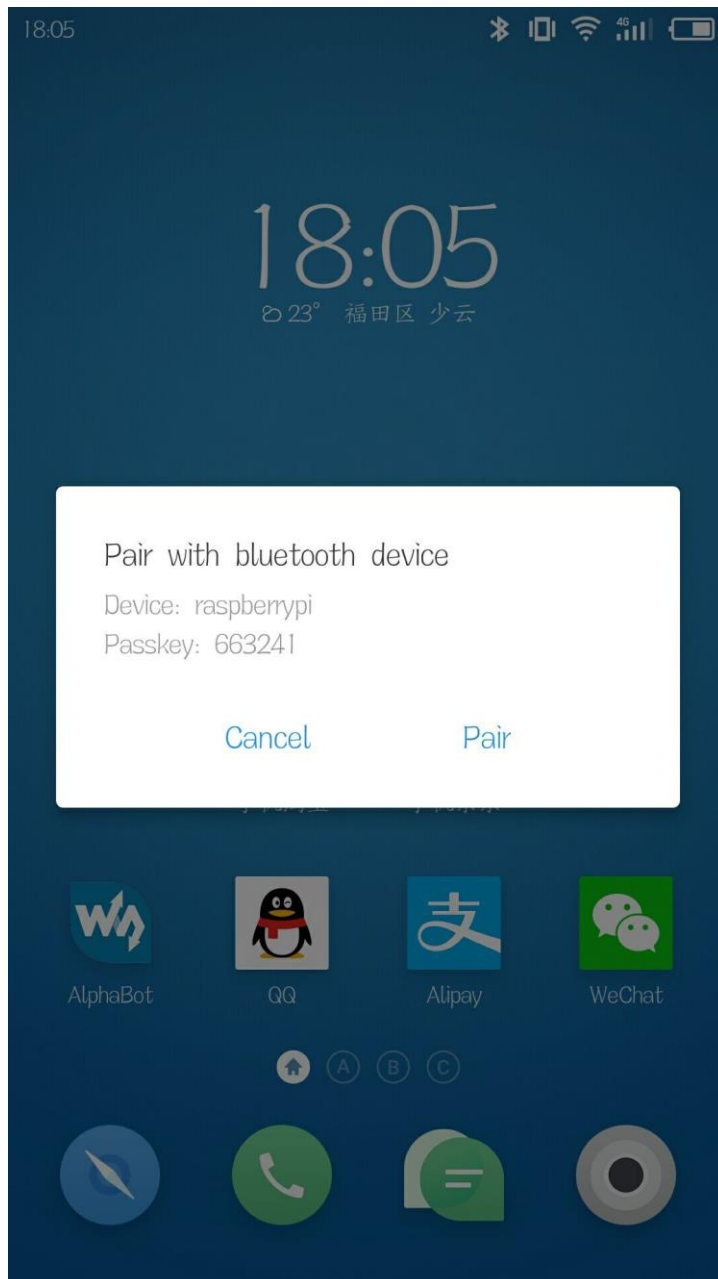 18:05
4G
18:05
23° 福田区 少云
Pair with bluetooth device
Device: raspberrypi
Passkey: 663241
Cancel Pair
AlphaBot QQ Alipay WeChat
A B C